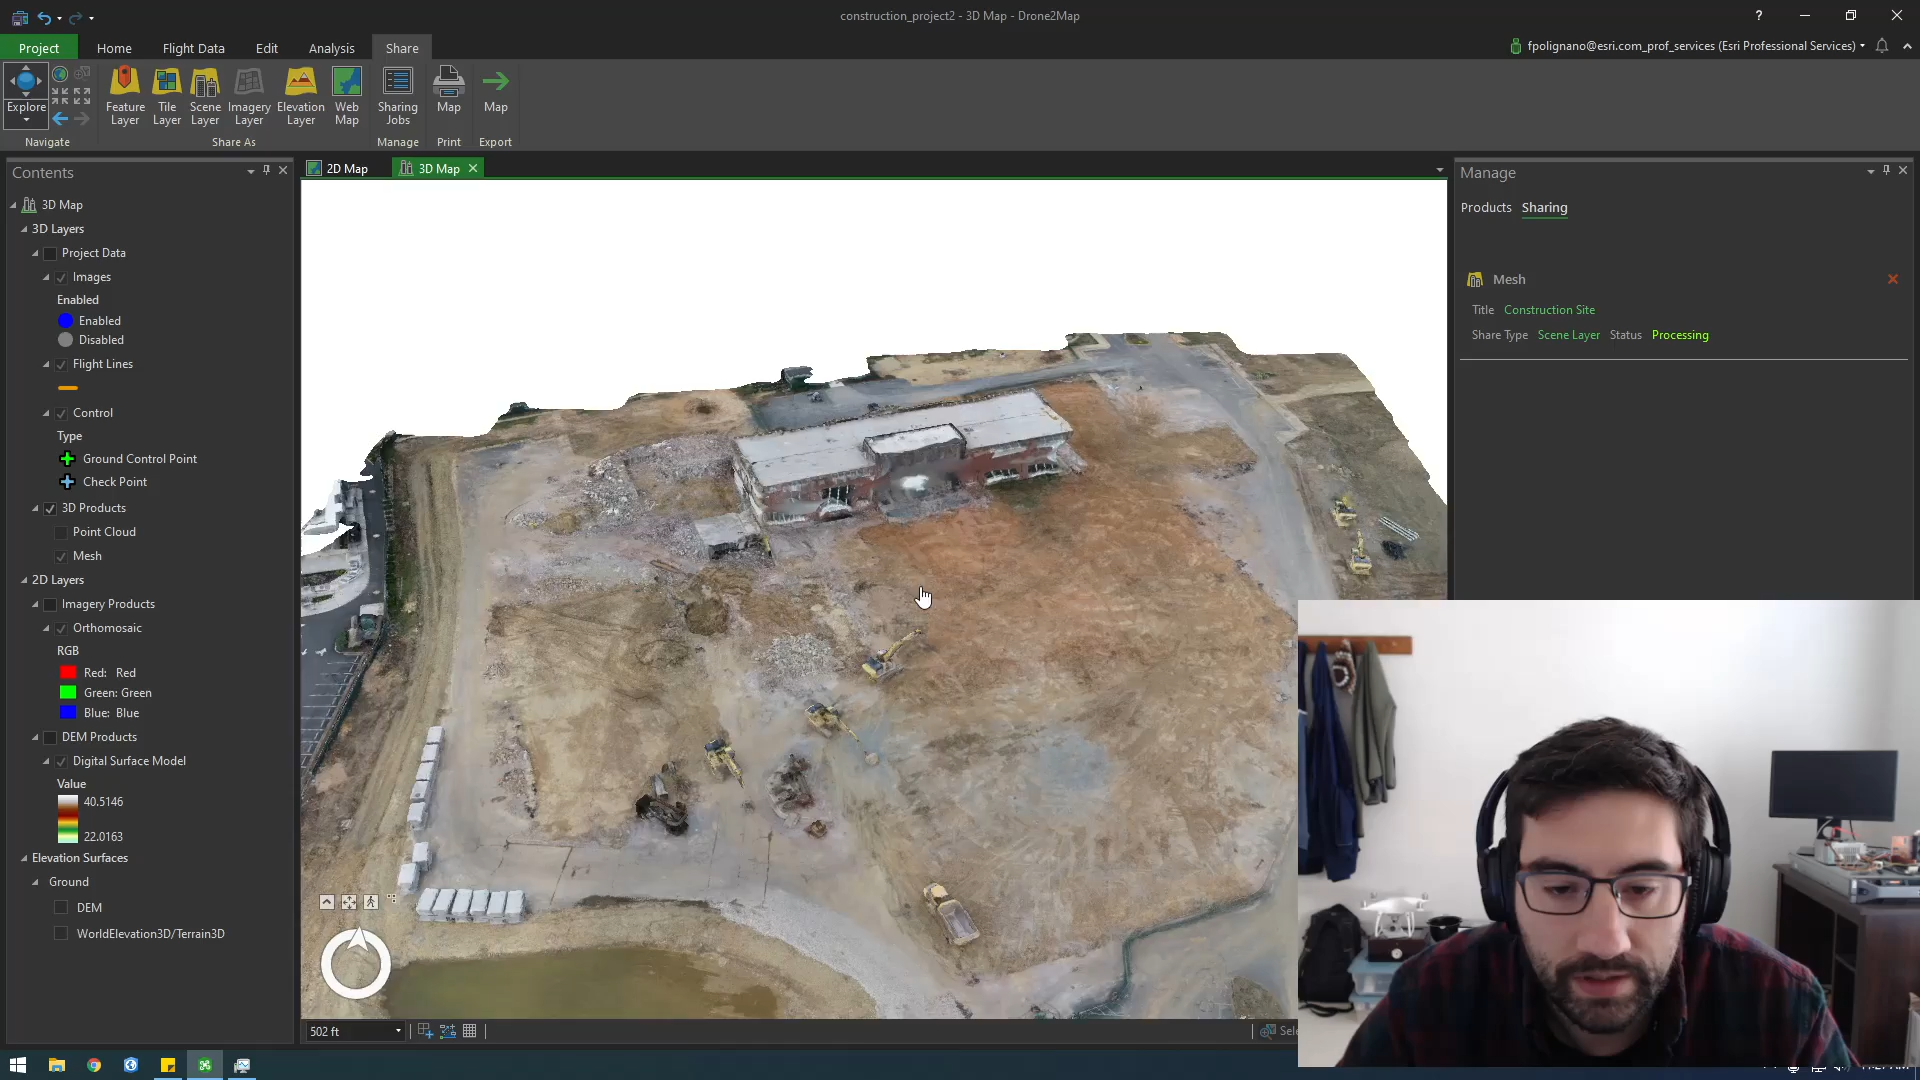 construction_project2 - 3D Map - Drone2Map
?
Project Home Flight Data Edit Analysis Share
fpolignano@esri.com_prof_services (Esri Professional Services)
Explore
Feature Layer
Tile Layer
Scene Layer
Imagery Layer
Elevation Layer
Web Map
Sharing Jobs
Map
Map
Navigate Share As Manage Print Export
Contents
3D Map
3D Layers
Project Data
Images
Enabled
Enabled
Disabled
Flight Lines
Control
Type
Ground Control Point
Check Point
3D Products
Point Cloud
Mesh
2D Layers
Imagery Products
Orthomosaic
RGB
Red: Red
Green: Green
Blue: Blue
DEM Products
Digital Surface Model
Value
40.5146
22.0163
Elevation Surfaces
Ground
DEM
WorldElevation3D/Terrain3D
2D Map 3D Map
502 ft
Manage
Products Sharing
Mesh
Title Construction Site
Share Type Scene Layer Status Processing